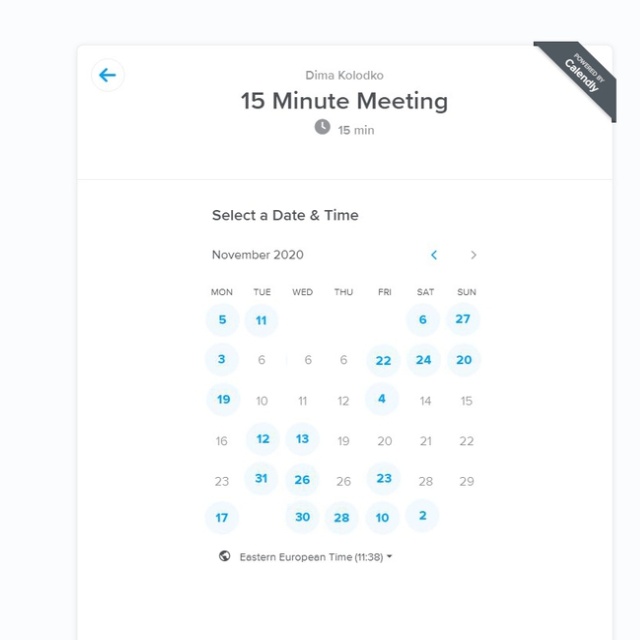 POWERED BY
Calendly
Dima Kolodko
15 Minute Meeting
15 min
Select a Date & Time
November 2020
MON TUE WED THU FRI SAT SUN
5 11 6 27
3 6 6 6 22 24 20
19 10 11 12 4 14 15
16 12 13 19 20 21 22
23 31 26 26 23 28 29
17 30 28 10 2
Eastern European Time (11:38)